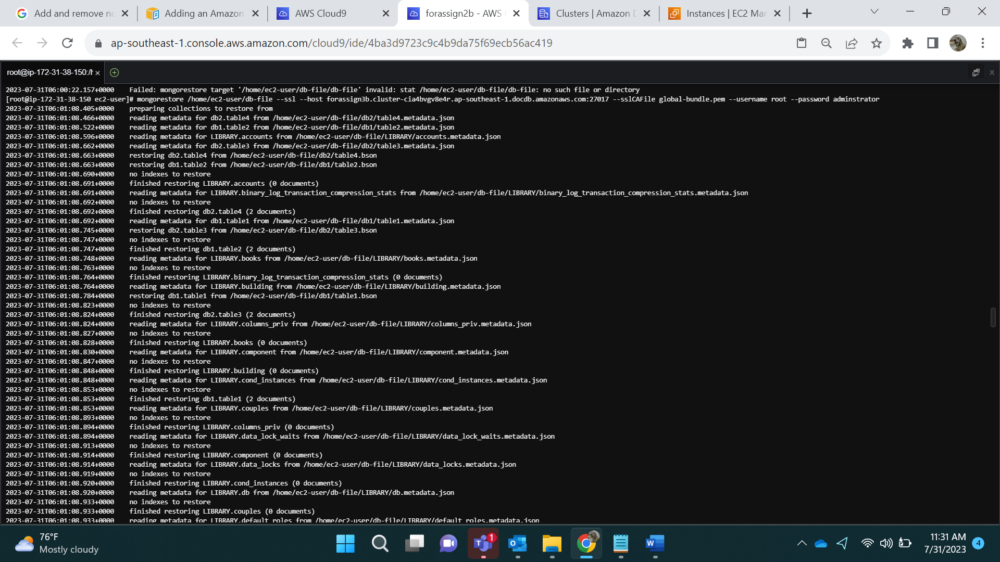 Add and remove no
Adding an Amazon
AWS Cloud9
forassign2b - AWS
Clusters | Amazon D
Instances | EC2 Mar
ap-southeast-1.console.aws.amazon.com/cloud9/ide/4ba3d9723c9c4b9da75f69ecb56ac419
root@ip-172-31-38-150:/h
2023-07-31T06:00:22.157+0000 Failed: mongorestore target '/home/ec2-user/db-file/db-file' invalid: stat /home/ec2-user/db-file/db-file: no such file or directory
[root@ip-172-31-38-150 ec2-user]# mongorestore /home/ec2-user/db-file --ssl --host forassign3b.cluster-cia4bvgv8e4r.ap-southeast-1.docdb.amazonaws.com:27017 --sslCAFile global-bundle.pem --username root --password adminstrator
2023-07-31T06:01:08.405+0000 preparing collections to restore from
2023-07-31T06:01:08.466+0000 reading metadata for db2.table4 from /home/ec2-user/db-file/db2/table4.metadata.json
2023-07-31T06:01:08.522+0000 reading metadata for db1.table2 from /home/ec2-user/db-file/db1/table2.metadata.json
2023-07-31T06:01:08.596+0000 reading metadata for LIBRARY.accounts from /home/ec2-user/db-file/LIBRARY/accounts.metadata.json
2023-07-31T06:01:08.662+0000 reading metadata for db2.table3 from /home/ec2-user/db-file/db2/table3.metadata.json
2023-07-31T06:01:08.663+0000 restoring db2.table4 from /home/ec2-user/db-file/db2/table4.bson
2023-07-31T06:01:08.663+0000 restoring db1.table2 from /home/ec2-user/db-file/db1/table2.bson
2023-07-31T06:01:08.690+0000 no indexes to restore
2023-07-31T06:01:08.691+0000 finished restoring LIBRARY.accounts (0 documents)
2023-07-31T06:01:08.691+0000 reading metadata for LIBRARY.binary_log_transaction_compression_stats from /home/ec2-user/db-file/LIBRARY/binary_log_transaction_compression_stats.metadata.json
2023-07-31T06:01:08.692+0000 no indexes to restore
2023-07-31T06:01:08.692+0000 finished restoring db2.table4 (2 documents)
2023-07-31T06:01:08.692+0000 reading metadata for db1.table1 from /home/ec2-user/db-file/db1/table1.metadata.json
2023-07-31T06:01:08.745+0000 restoring db2.table3 from /home/ec2-user/db-file/db2/table3.bson
2023-07-31T06:01:08.747+0000 no indexes to restore
2023-07-31T06:01:08.747+0000 finished restoring db1.table2 (2 documents)
2023-07-31T06:01:08.748+0000 reading metadata for LIBRARY.books from /home/ec2-user/db-file/LIBRARY/books.metadata.json
2023-07-31T06:01:08.763+0000 no indexes to restore
2023-07-31T06:01:08.764+0000 finished restoring LIBRARY.binary_log_transaction_compression_stats (0 documents)
2023-07-31T06:01:08.764+0000 reading metadata for LIBRARY.building from /home/ec2-user/db-file/LIBRARY/building.metadata.json
2023-07-31T06:01:08.784+0000 restoring db1.table1 from /home/ec2-user/db-file/db1/table1.bson
2023-07-31T06:01:08.823+0000 no indexes to restore
2023-07-31T06:01:08.824+0000 finished restoring db2.table3 (2 documents)
2023-07-31T06:01:08.824+0000 reading metadata for LIBRARY.columns_priv from /home/ec2-user/db-file/LIBRARY/columns_priv.metadata.json
2023-07-31T06:01:08.827+0000 no indexes to restore
2023-07-31T06:01:08.828+0000 finished restoring LIBRARY.books (0 documents)
2023-07-31T06:01:08.830+0000 reading metadata for LIBRARY.component from /home/ec2-user/db-file/LIBRARY/component.metadata.json
2023-07-31T06:01:08.847+0000 no indexes to restore
2023-07-31T06:01:08.848+0000 finished restoring LIBRARY.building (0 documents)
2023-07-31T06:01:08.848+0000 reading metadata for LIBRARY.cond_instances from /home/ec2-user/db-file/LIBRARY/cond_instances.metadata.json
2023-07-31T06:01:08.853+0000 no indexes to restore
2023-07-31T06:01:08.853+0000 finished restoring db1.table1 (2 documents)
2023-07-31T06:01:08.853+0000 reading metadata for LIBRARY.couples from /home/ec2-user/db-file/LIBRARY/couples.metadata.json
2023-07-31T06:01:08.893+0000 no indexes to restore
2023-07-31T06:01:08.894+0000 finished restoring LIBRARY.columns_priv (0 documents)
2023-07-31T06:01:08.894+0000 reading metadata for LIBRARY.data_lock_waits from /home/ec2-user/db-file/LIBRARY/data_lock_waits.metadata.json
2023-07-31T06:01:08.913+0000 no indexes to restore
2023-07-31T06:01:08.914+0000 finished restoring LIBRARY.component (0 documents)
2023-07-31T06:01:08.914+0000 reading metadata for LIBRARY.data_locks from /home/ec2-user/db-file/LIBRARY/data_locks.metadata.json
2023-07-31T06:01:08.919+0000 no indexes to restore
2023-07-31T06:01:08.920+0000 finished restoring LIBRARY.cond_instances (0 documents)
2023-07-31T06:01:08.920+0000 reading metadata for LIBRARY.db from /home/ec2-user/db-file/LIBRARY/db.metadata.json
2023-07-31T06:01:08.933+0000 no indexes to restore
2023-07-31T06:01:08.933+0000 finished restoring LIBRARY.couples (0 documents)
2023-07-31T06:01:08.933+0000 reading metadata for LIBRARY.default_roles from /home/ec2-user/db-file/LIBRARY/default_roles.metadata.json
76°F
Mostly cloudy
1
11:31 AM
7/31/2023
4